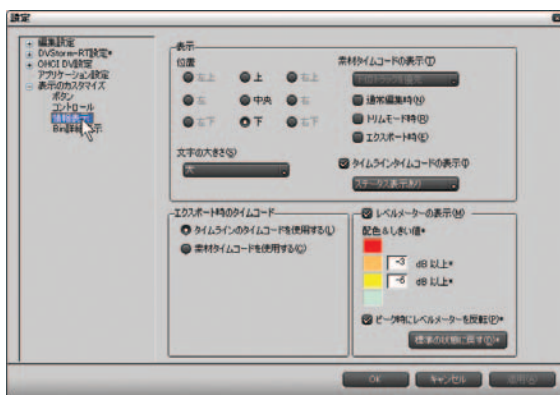 設定
編集設定
DVStorm-RT設定*
OHCI DV設定
アプリケーション設定
表示のカスタマイズ
ボタン
コントロール
情報表示
Bin詳細表示
表示
位置
右上
上
右上
左
中央
右
左下
下
右下
文字の大きさ(S)
大
素材タイムコードの表示(T)
通常編集時(N)
トリムモード時(R)
エクスポート時(E)
タイムラインタイムコードの表示(I)
ステータス表示あり
エクスポート時のタイムコード
タイムラインのタイムコードを使用する(L)
素材タイムコードを使用する(C)
レベルメーターの表示(M)
配色&しきい値*
-3 dB 以上*
-6 dB 以上*
ピーク時にレベルメーターを反転(P)*
標準の状態に戻す(D)*
OK
キャンセル
適用(A)